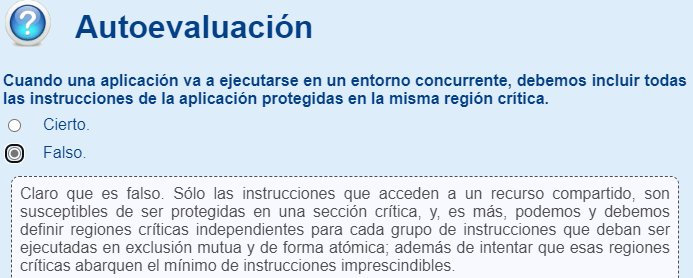 Autoevaluación
Cuando una aplicación va a ejecutarse en un entorno concurrente, debemos incluir todas
las instrucciones de la aplicación protegidas en la misma región crítica.
Cierto.
Falso.
Claro que es falso. Sólo las instrucciones que acceden a un recurso compartido, son
susceptibles de ser protegidas en una sección crítica, y, es más, podemos y debemos
definir regiones críticas independientes para cada grupo de instrucciones que deban ser
ejecutadas en exclusión mutua y de forma atómica; además de intentar que esas regiones
críticas abarquen el mínimo de instrucciones imprescindibles.